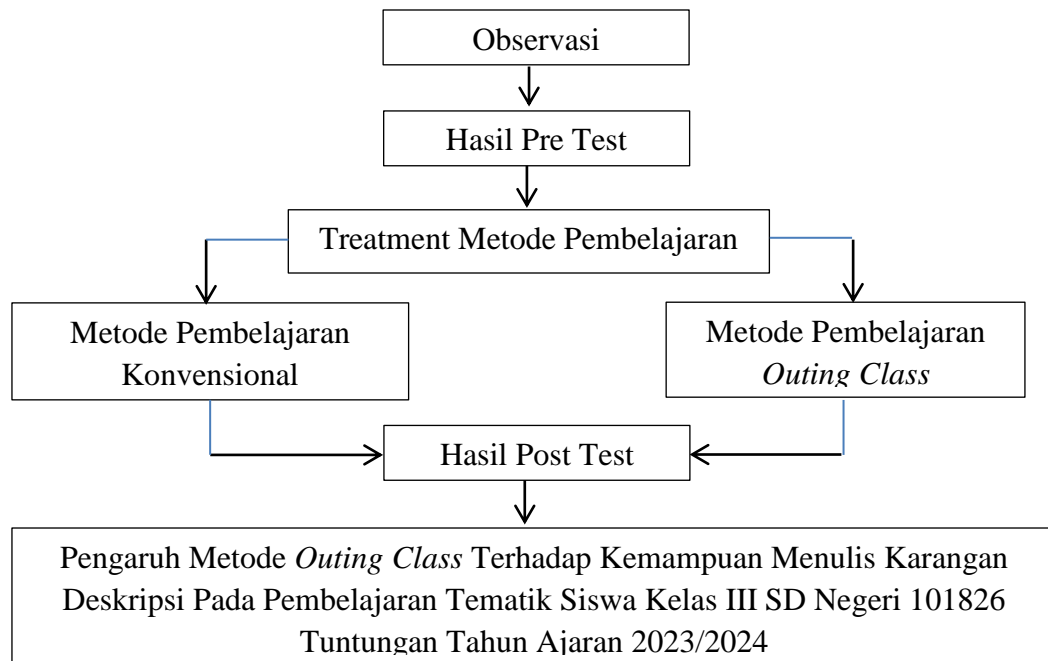 Observasi
Hasil Pre Test
Treatment Metode Pembelajaran
Metode Pembelajaran
Konvensional
Metode Pembelajaran
Outing Class
Hasil Post Test
Pengaruh Metode Outing Class Terhadap Kemampuan Menulis Karangan
Deskripsi Pada Pembelajaran Tematik Siswa Kelas III SD Negeri 101826
Tuntungan Tahun Ajaran 2023/2024